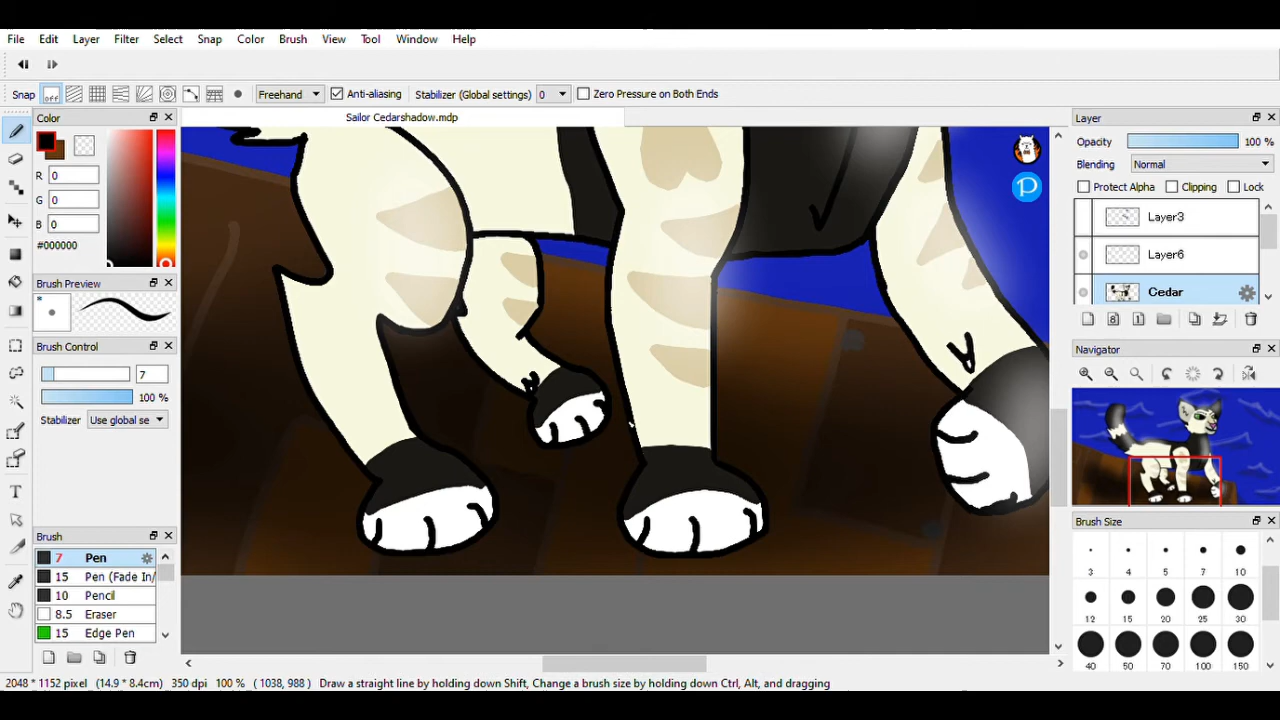 File Edit Layer Filter Select Snap Color Brush View Tool Window Help
Snap off Freehand Anti-aliasing Stabilizer (Global settings) 0 Zero Pressure on Both Ends
Color
Sailor Cedarshadow.mdp
R 0
G 0
B 0
#000000
Brush Preview
*
Brush Control
7
100 %
Stabilizer Use global se
Brush
7 Pen
15 Pen (Fade In/
10 Pencil
8.5 Eraser
15 Edge Pen
Layer
Opacity 100 %
Blending Normal
Protect Alpha Clipping Lock
Layer3
Layer6
Cedar
8 1
Navigator
Brush Size
3 4 5 7 10
12 15 20 25 30
40 50 70 100 150
T
P
2048 * 1152 pixel (14.9 * 8.4cm) 350 dpi 100 % ( 1038, 988 ) Draw a straight line by holding down Shift, Change a brush size by holding down Ctrl, Alt, and dragging